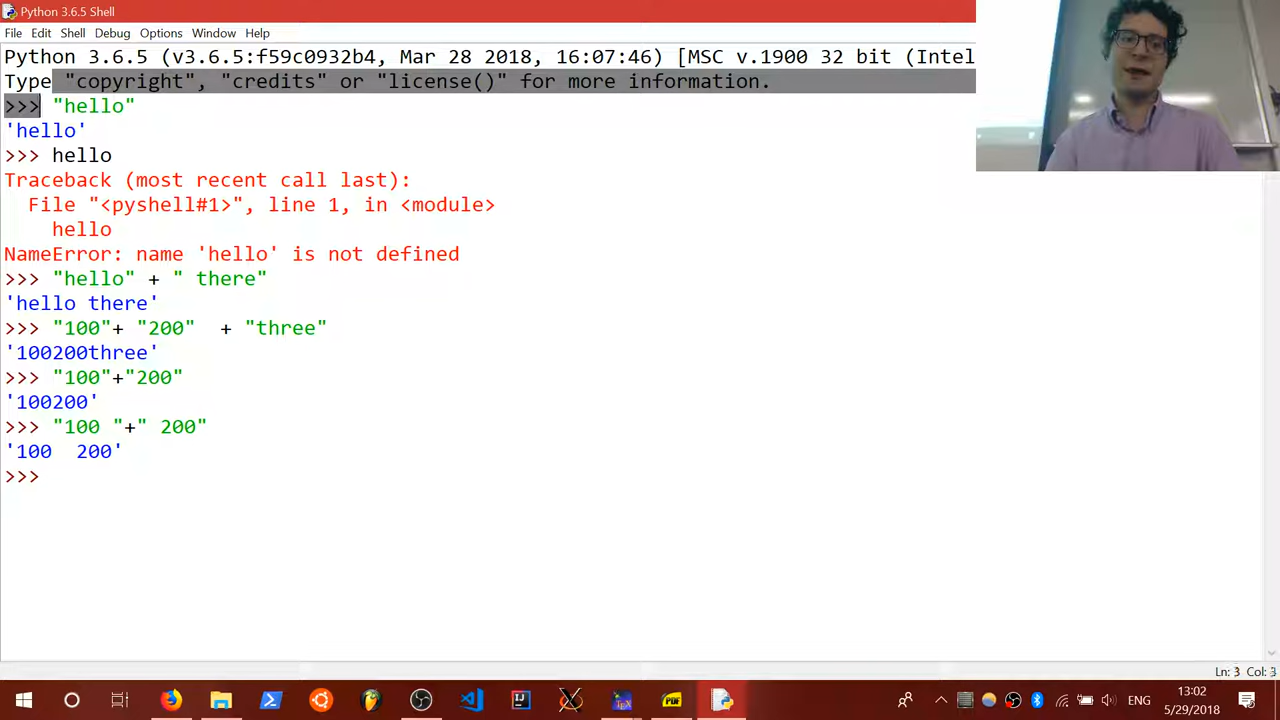 Python 3.6.5 Shell
File Edit Shell Debug Options Window Help
Python 3.6.5 (v3.6.5:f59c0932b4, Mar 28 2018, 16:07:46) [MSC v.1900 32 bit (Intel
Type "copyright", "credits" or "license()" for more information.
>>> "hello"
'hello'
>>> hello
Traceback (most recent call last):
  File "<pyshell#1>", line 1, in <module>
    hello
NameError: name 'hello' is not defined
>>> "hello" + " there"
'hello there'
>>> "100"+ "200"  + "three"
'100200three'
>>> "100"+"200"
'100200'
>>> "100 "+" 200"
'100  200'
>>>
Ln: 3 Col: 3
TEX PDF ENG 13:02
5/29/2018